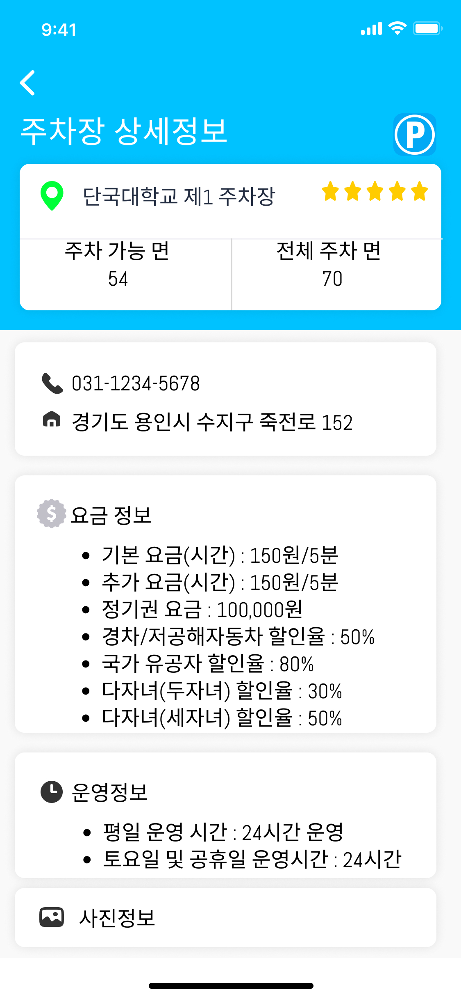 9:41
주차장 상세정보
P
단국대학교 제1 주차장
주차 가능 면
54
전체 주차 면
70
031-1234-5678
경기도 용인시 수지구 죽전로 152
$
요금 정보
기본 요금(시간) : 150원/5분
추가 요금(시간) : 150원/5분
정기권 요금 : 100,000원
경차/저공해자동차 할인율 : 50%
국가 유공자 할인율 : 80%
다자녀(두자녀) 할인율 : 30%
다자녀(세자녀) 할인율 : 50%
운영정보
평일 운영 시간 : 24시간 운영
토요일 및 공휴일 운영시간 : 24시간
사진정보